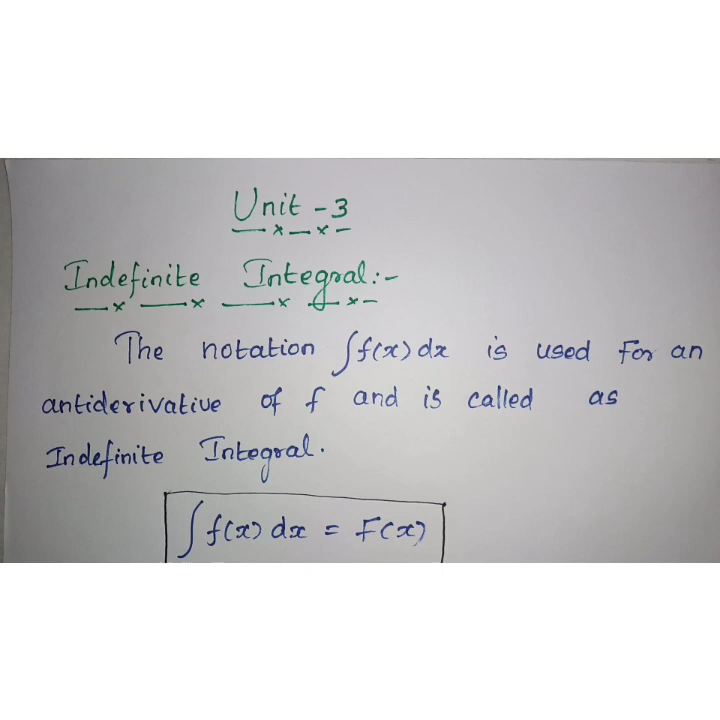 Unit - 3
Indefinite Integral:-
The notation ∫f(x) dx is used for an
antiderivative of f and is called as
Indefinite Integral.
∫ f(x) dx = F(x)